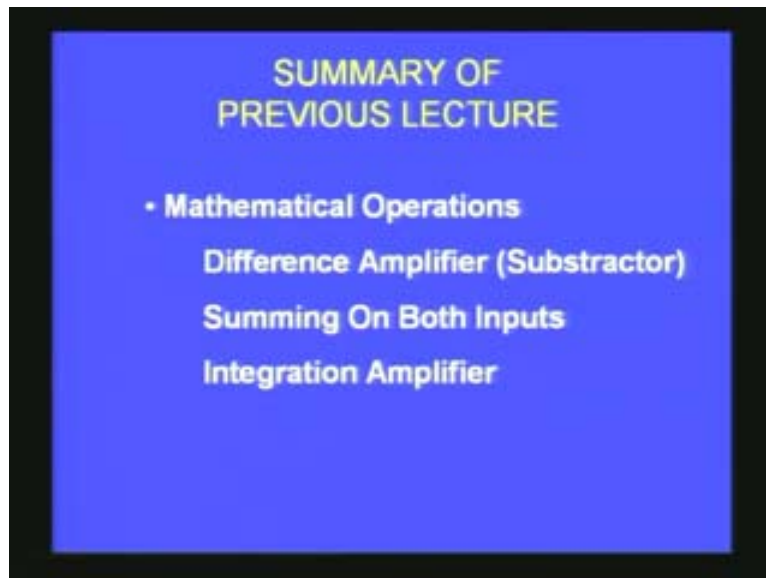 SUMMARY OF
PREVIOUS LECTURE
• Mathematical Operations
Difference Amplifier (Substractor)
Summing On Both Inputs
Integration Amplifier